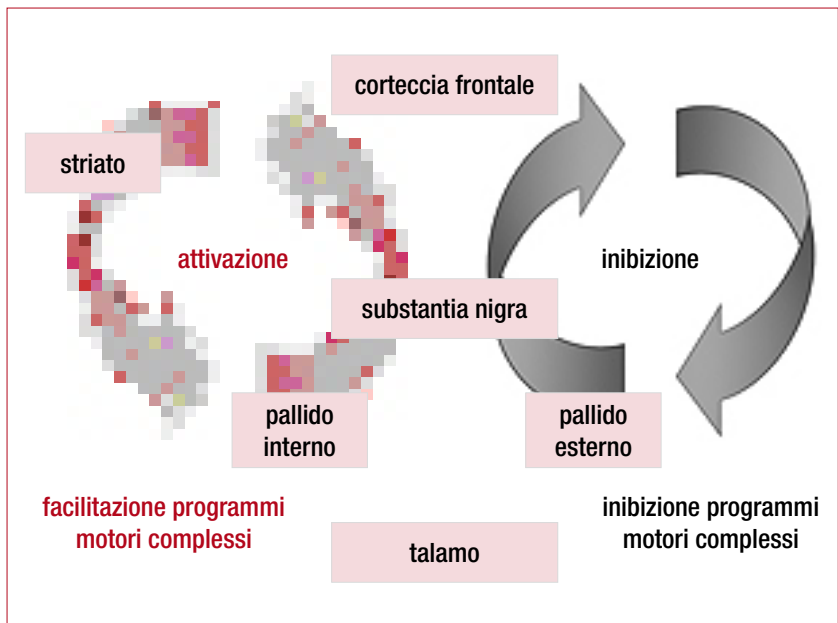 corteccia frontale
striato
attivazione
inibizione
substantia nigra
pallido
interno
pallido
esterno
facilitazione programmi
motori complessi
inibizione programmi
motori complessi
talamo